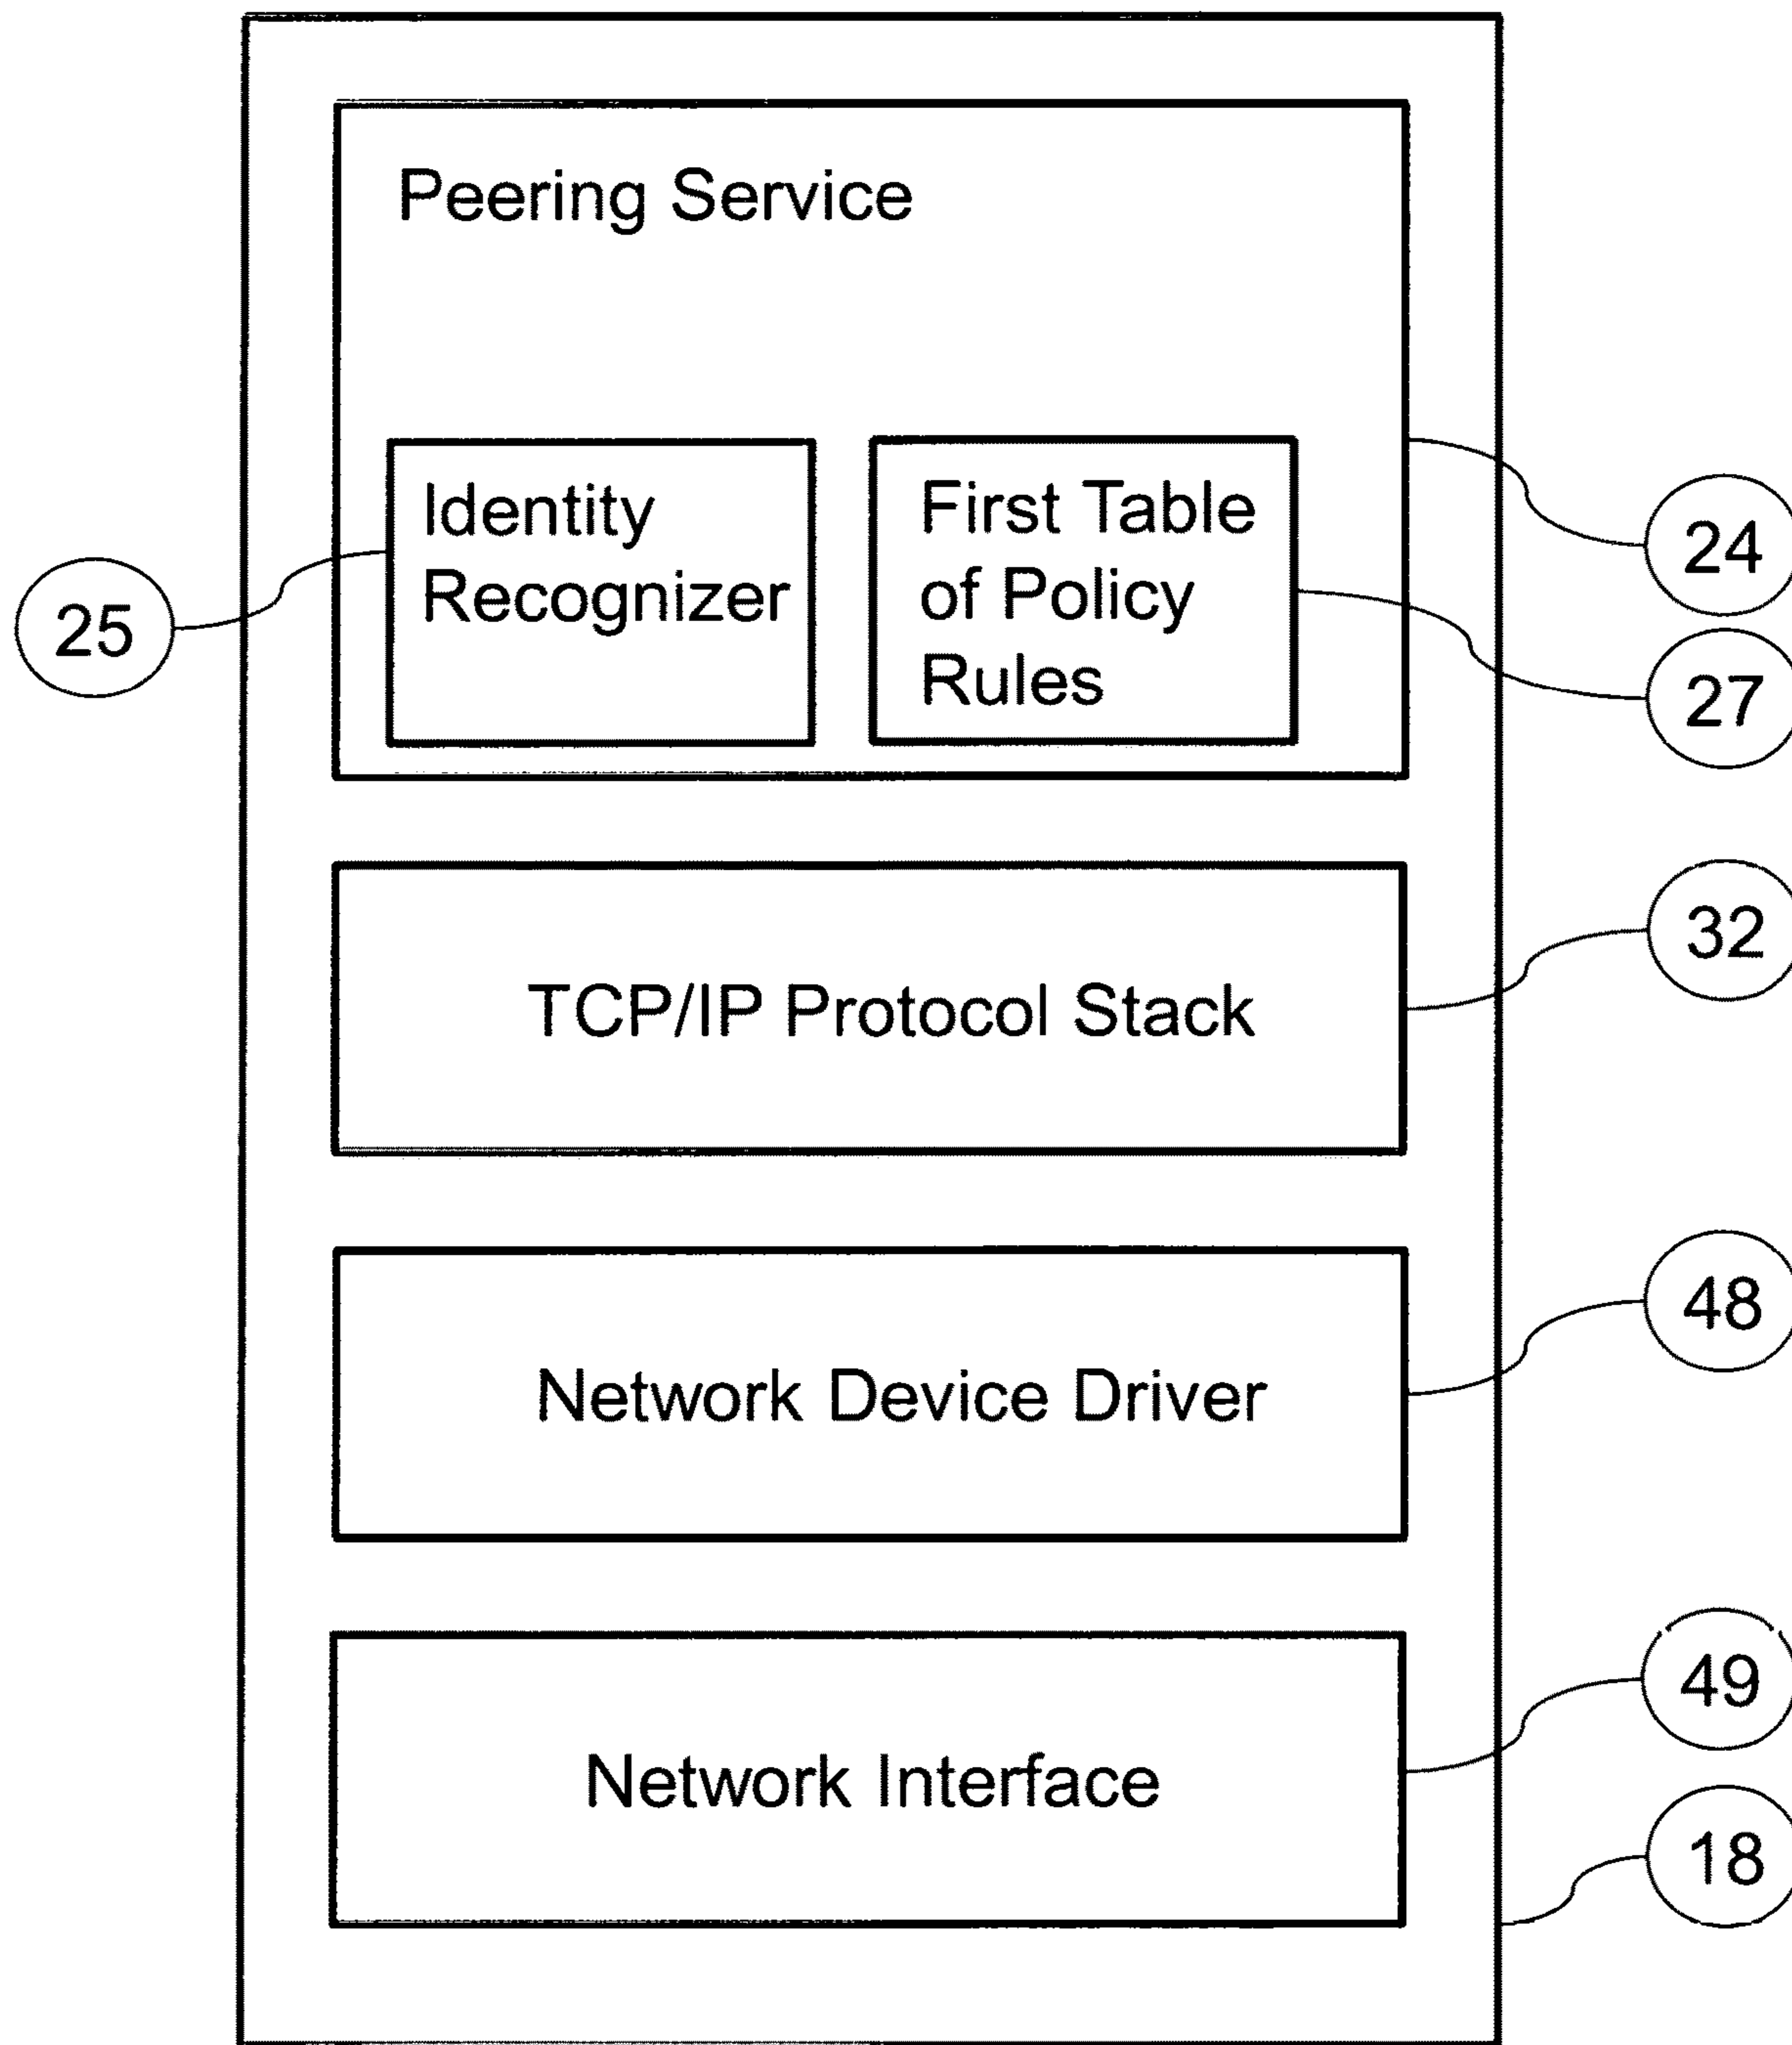 Peering Service
Identity
Recognizer
First Table
of Policy
Rules
24
25
27
TCP/IP Protocol Stack
32
Network Device Driver
48
Network Interface
49
18